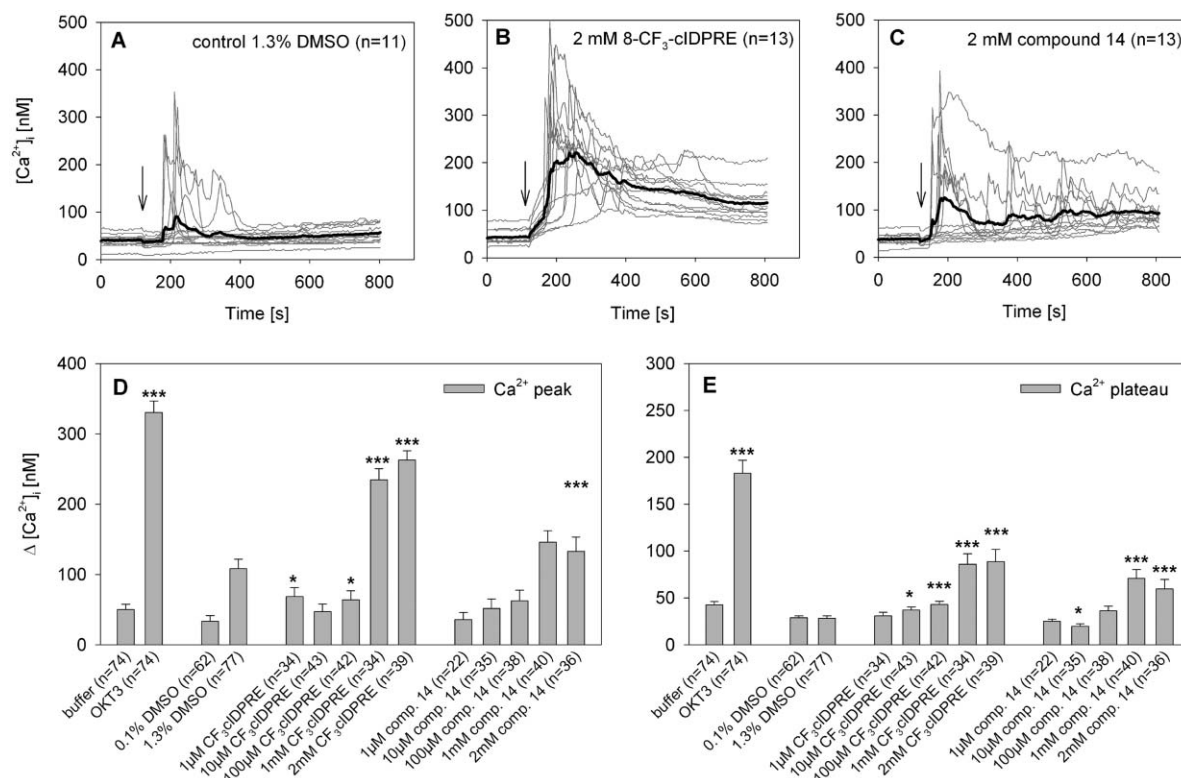 A
control 1.3% DMSO (n=11)
B
2 mM 8-CF₃-cIDPRE (n=13)
C
2 mM compound 14 (n=13)
[Ca²⁺]ᵢ [nM]
500
400
300
200
100
0
0 200 400 600 800
Time [s]
500
400
300
200
100
0
0 200 400 600 800
Time [s]
500
400
300
200
100
0
0 200 400 600 800
Time [s]
D
Ca²⁺ peak
Δ [Ca²⁺]ᵢ [nM]
400
300
200
100
0
***
*
*
***
***
***
buffer (n=74)
OKT3 (n=74)
0.1% DMSO (n=62)
1.3% DMSO (n=77)
1µM CF₃cIDPRE (n=34)
10µM CF₃cIDPRE (n=43)
100µM CF₃cIDPRE (n=42)
1mM CF₃cIDPRE (n=34)
2mM CF₃cIDPRE (n=39)
1µM comp. 14 (n=22)
10µM comp. 14 (n=35)
100µM comp. 14 (n=38)
1mM comp. 14 (n=40)
2mM comp. 14 (n=36)
E
Ca²⁺ plateau
300
250
200
150
100
50
0
***
*
***
***
***
*
***
***
buffer (n=74)
OKT3 (n=74)
0.1% DMSO (n=62)
1.3% DMSO (n=77)
1µM CF₃cIDPRE (n=34)
10µM CF₃cIDPRE (n=43)
100µM CF₃cIDPRE (n=42)
1mM CF₃cIDPRE (n=34)
2mM CF₃cIDPRE (n=39)
1µM comp. 14 (n=22)
10µM comp. 14 (n=35)
100µM comp. 14 (n=38)
1mM comp. 14 (n=40)
2mM comp. 14 (n=36)